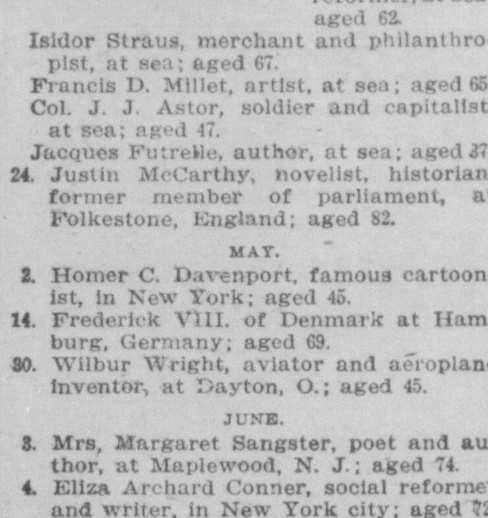 aged 62.
Isidor Straus, merchant and philanthro-
pist, at sea; aged 67.
Francis D. Millet, artist, at sea; aged 65
Col. J. J. Astor, soldier and capitalist
at sea; aged 47.
Jacques Futrelle, author, at sea; aged 37
24. Justin McCarthy, novelist, historian
former member of parliament, a
Folkestone, England; aged 82.
MAY.
2. Homer C. Davenport, famous cartoon
ist, in New York; aged 45.
14. Frederick VIII. of Denmark at Ham
burg, Germany; aged 69.
30. Wilbur Wright, aviator and aeroplan
inventor, at Dayton, O.; aged 45.
JUNE.
3. Mrs, Margaret Sangster, poet and au
thor, at Maplewood, N. J.; aged 74.
4. Eliza Archard Conner, social reforme
and writer, in New York city; aged 72